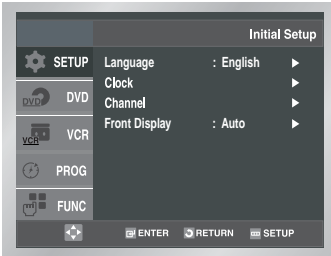 Initial Setup
SETUP
Language : English
Clock
Channel
Front Display : Auto
DVD DVD
VCR VCR
PROG
FUNC
ENTER RETURN SETUP